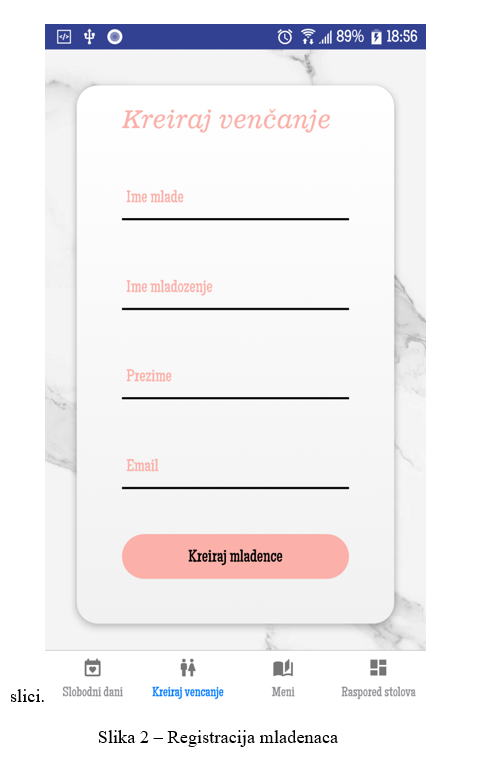 89% 18:56
Kreiraj venčanje
Ime mlade
Ime mladozenje
Prezime
Email
Kreiraj mladence
slici.
Slobodni dani Kreiraj vencanje Meni Raspored stolova
Slika 2 – Registracija mladenaca